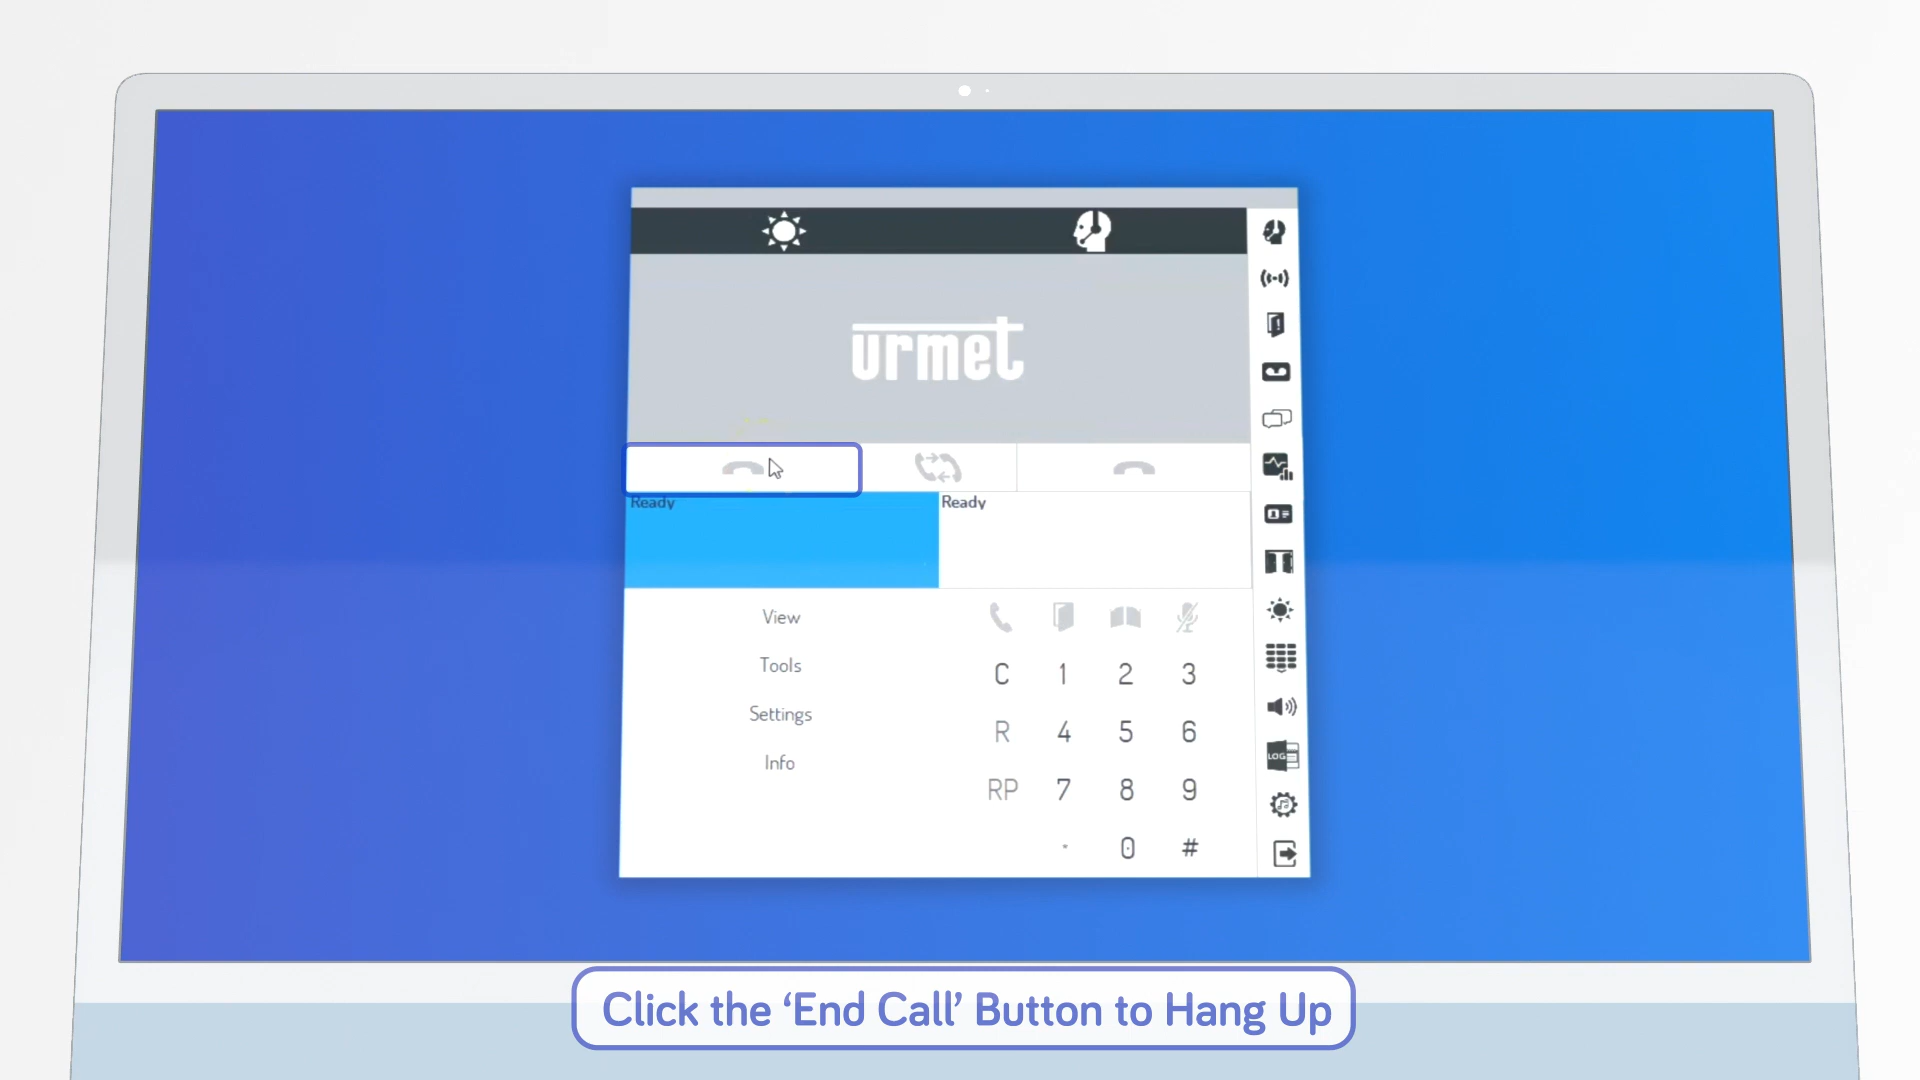 urmet
Ready
Ready
View
Tools
Settings
Info
C 1 2 3
R 4 5 6
RP 7 8 9
. 0 #
LOG
Click the ‘End Call’ Button to Hang Up